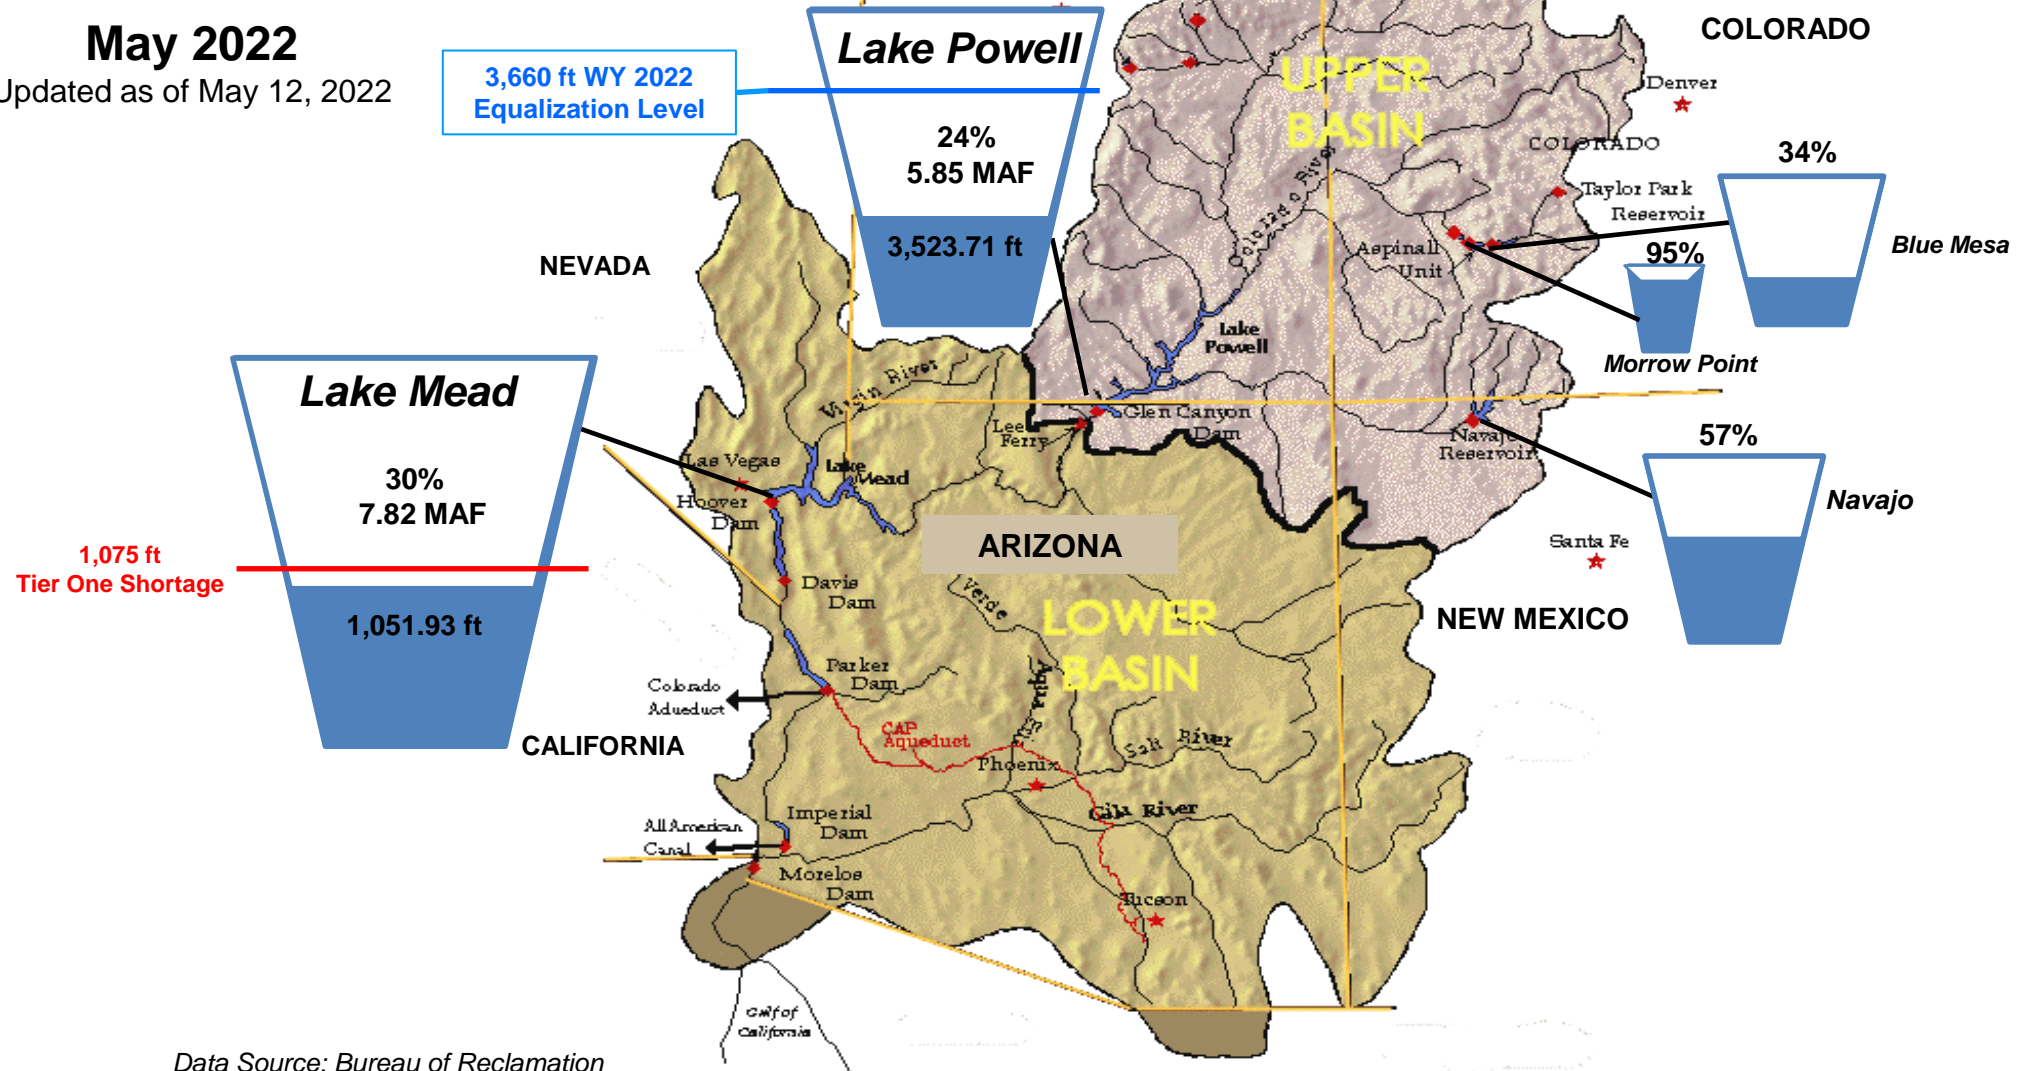 May 2022
Updated as of May 12, 2022
3,660 ft WY 2022
Equalization Level
Lake Powell
24%
5.85 MAF
3,523.71 ft
UPPER
BASIN
COLORADO
Denver
COLORADO
34%
Taylor Park
Reservoir
Blue Mesa
Aspinall
Unit
95%
Morrow Point
Colorado River
NEVADA
Lake
Powell
Virgin River
Lake Mead
30%
7.82 MAF
1,075 ft
Tier One Shortage
1,051.93 ft
Glen Canyon
Dam
Lee
Ferry
Navajo
Reservoir
57%
Navajo
Las Vegas
Lake
Mead
Hoover
Dam
ARIZONA
Santa Fe
Davis
Dam
Verde
LOWER
BASIN
NEW MEXICO
Parker
Dam
Agua
Colorado
Adueduct
CALIFORNIA
CAP
Aqueduct
Salt River
Phoenix
Gila River
Imperial
Dam
All American
Canal
Morelos
Dam
Tucson
Gulf of
California
Data Source: Bureau of Reclamation